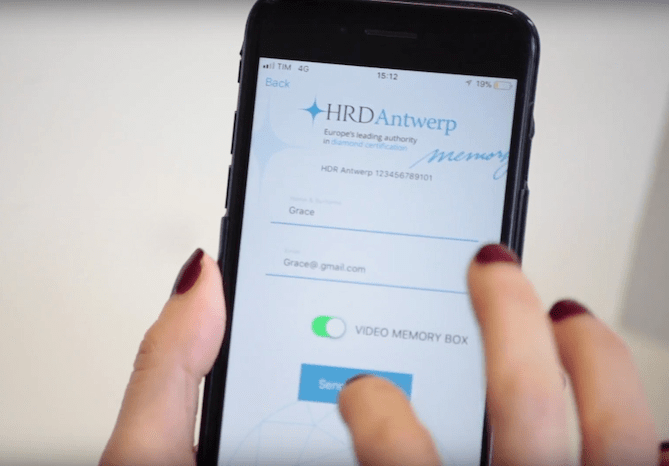 TIM 4G 15:12 19%
Back
HRDAntwerp
Europe's leading authority
in diamond certification
memory
HDR Antwerp 123456789101
Grace
Grace@.gmail.com
VIDEO MEMORY BOX